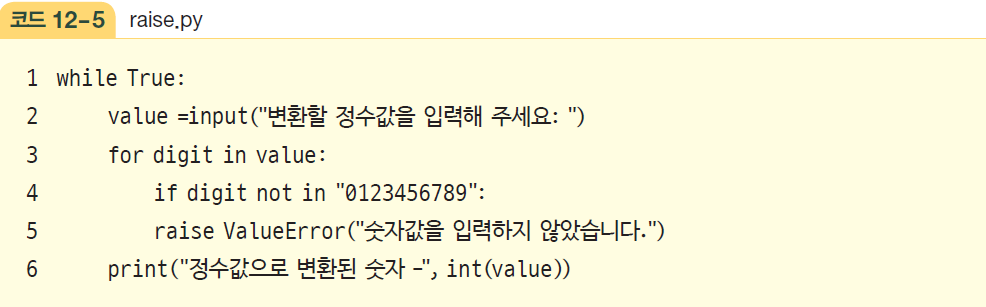 코드 12-5 raise.py
1 while True:
2     value =input("변환할 정수값을 입력해 주세요: ")
3     for digit in value:
4         if digit not in "0123456789":
5         raise ValueError("숫자값을 입력하지 않았습니다.")
6     print("정수값으로 변환된 숫자 -", int(value))